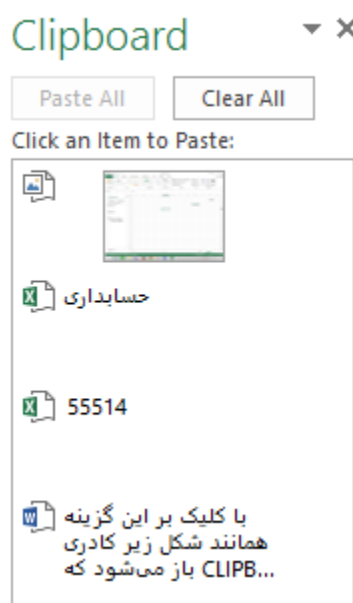 Clipboard
Paste All
Clear All
Click an Item to Paste:
حسابداری
55514
با کلیک بر این گزینه
همانند شکل زیر کادری
باز می‌شود که CLIPB...